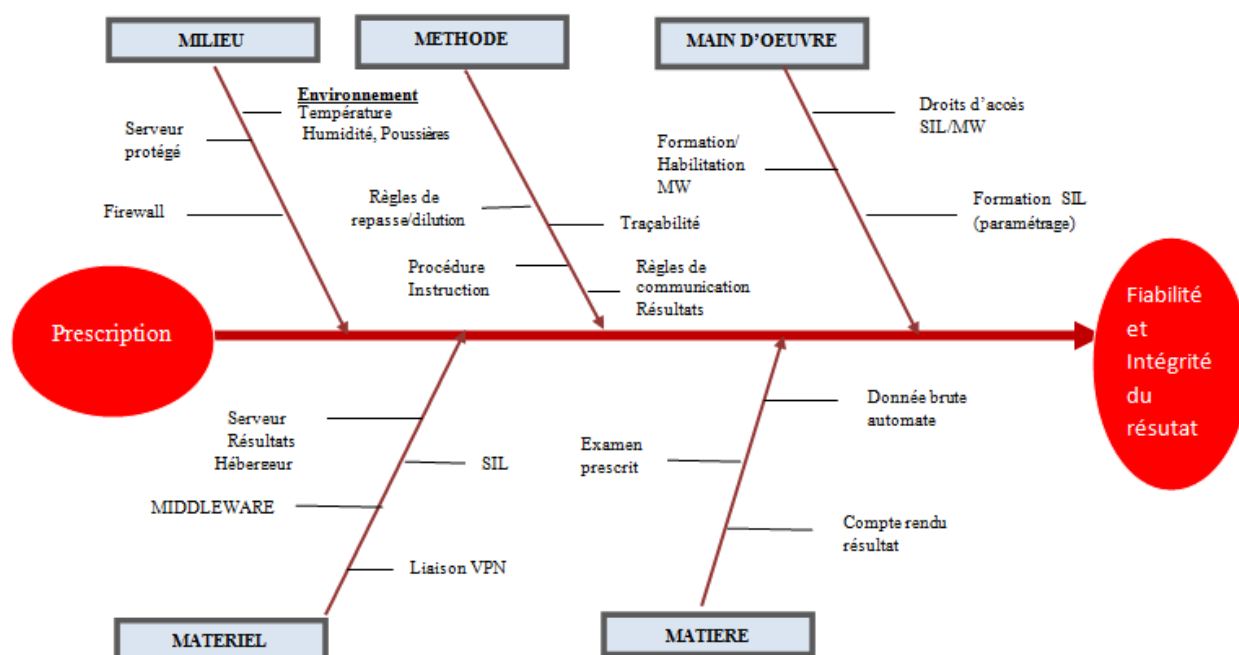 MILIEU
METHODE
MAIN D'OEUVRE
Environnement
Température
Humidité, Poussières
Serveur
protégé
Firewall
Règles de
repasse/dilution
Traçabilité
Procédure
Instruction
Règles de
communication
Résultats
Droits d'accès
SIL/MW
Formation/
Habilitation
MW
Formation SIL
(paramétrage)
Prescription
Fiabilité
et
Intégrité
du
résutat
Serveur
Résultats
Hébergeur
SIL
MIDDLEWARE
Liaison VPN
Donnée brute
automate
Examen
prescrit
Compte rendu
résultat
MATERIEL
MATIERE